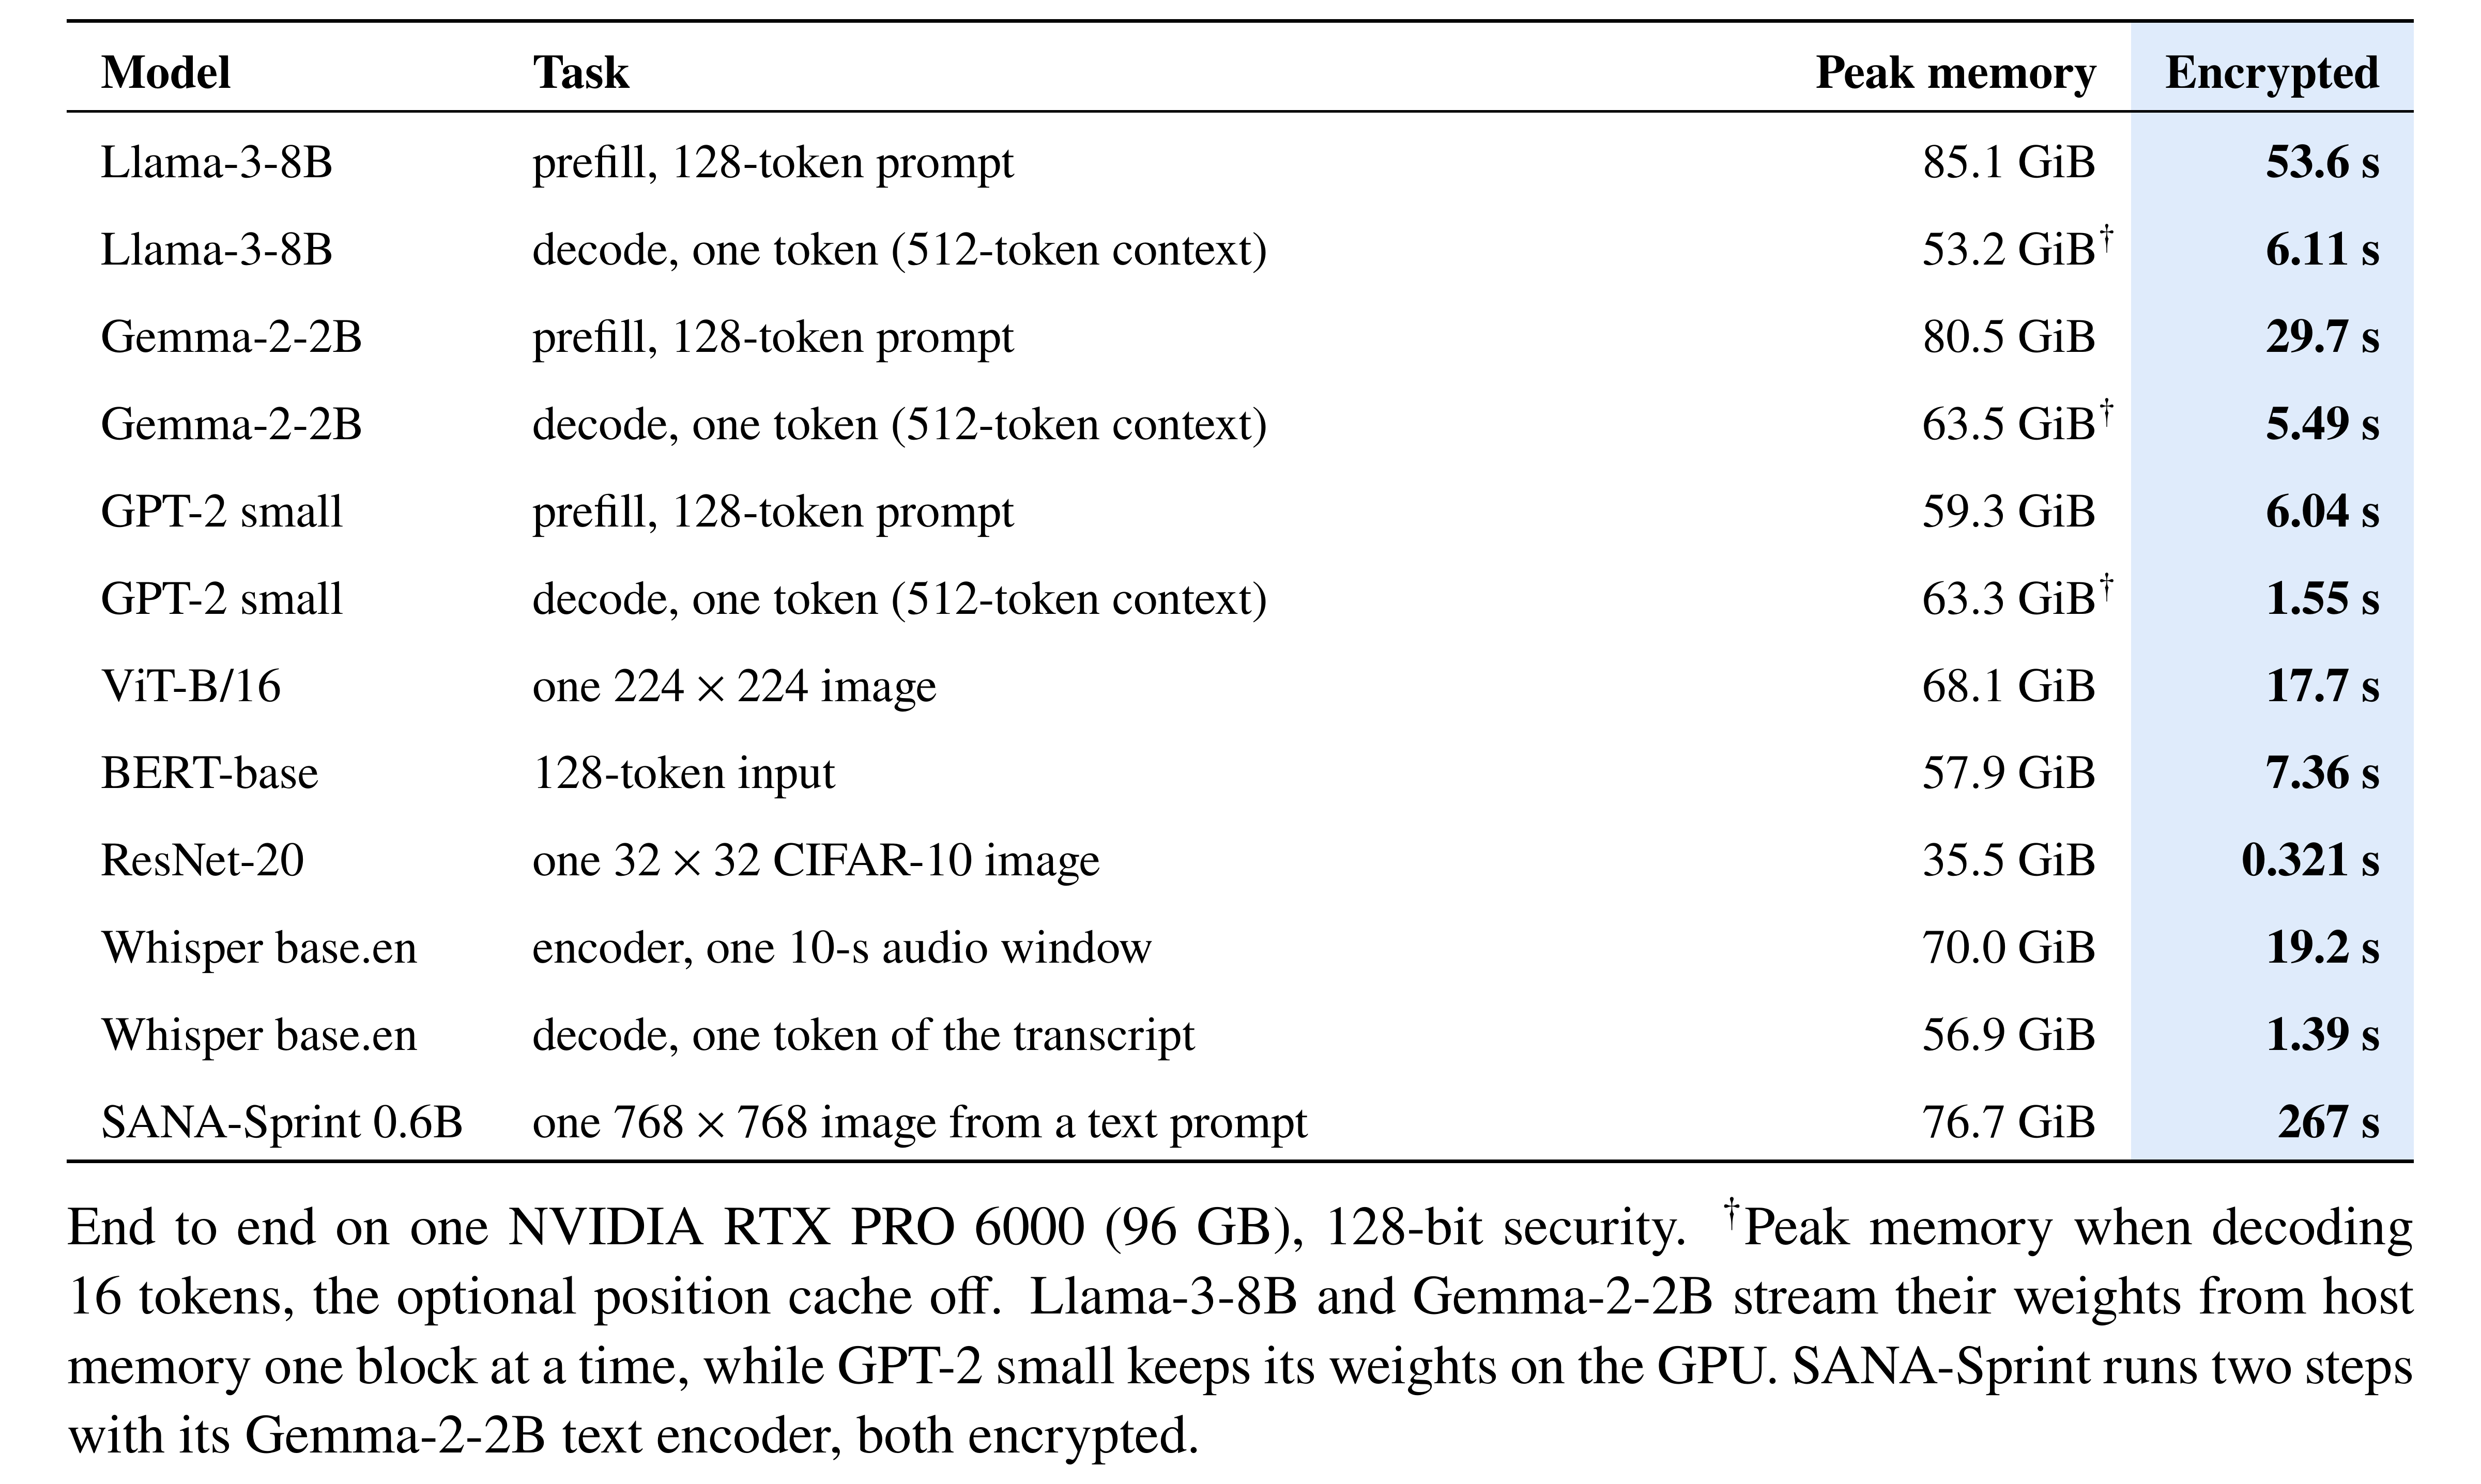 Model Task Peak memory Encrypted
Llama-3-8B prefill, 128-token prompt 85.1 GiB 53.6 s
Llama-3-8B decode, one token (512-token context) 53.2 GiB† 6.11 s
Gemma-2-2B prefill, 128-token prompt 80.5 GiB 29.7 s
Gemma-2-2B decode, one token (512-token context) 63.5 GiB† 5.49 s
GPT-2 small prefill, 128-token prompt 59.3 GiB 6.04 s
GPT-2 small decode, one token (512-token context) 63.3 GiB† 1.55 s
ViT-B/16 one 224 × 224 image 68.1 GiB 17.7 s
BERT-base 128-token input 57.9 GiB 7.36 s
ResNet-20 one 32 × 32 CIFAR-10 image 35.5 GiB 0.321 s
Whisper base.en encoder, one 10-s audio window 70.0 GiB 19.2 s
Whisper base.en decode, one token of the transcript 56.9 GiB 1.39 s
SANA-Sprint 0.6B one 768 × 768 image from a text prompt 76.7 GiB 267 s
End to end on one NVIDIA RTX PRO 6000 (96 GB), 128-bit security. †Peak memory when decoding
16 tokens, the optional position cache off. Llama-3-8B and Gemma-2-2B stream their weights from host
memory one block at a time, while GPT-2 small keeps its weights on the GPU. SANA-Sprint runs two steps
with its Gemma-2-2B text encoder, both encrypted.